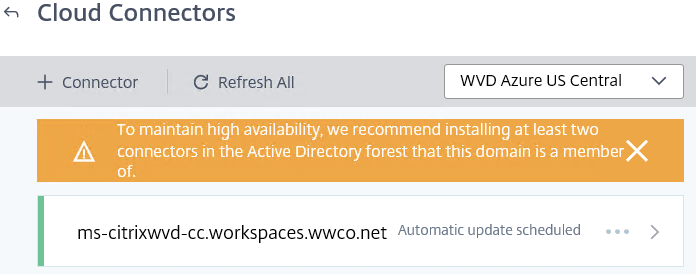 Cloud Connectors
+ Connector
Refresh All
WVD Azure US Central
To maintain high availability, we recommend installing at least two
connectors in the Active Directory forest that this domain is a member
of.
ms-citrixwvd-cc.workspaces.wwco.net Automatic update scheduled